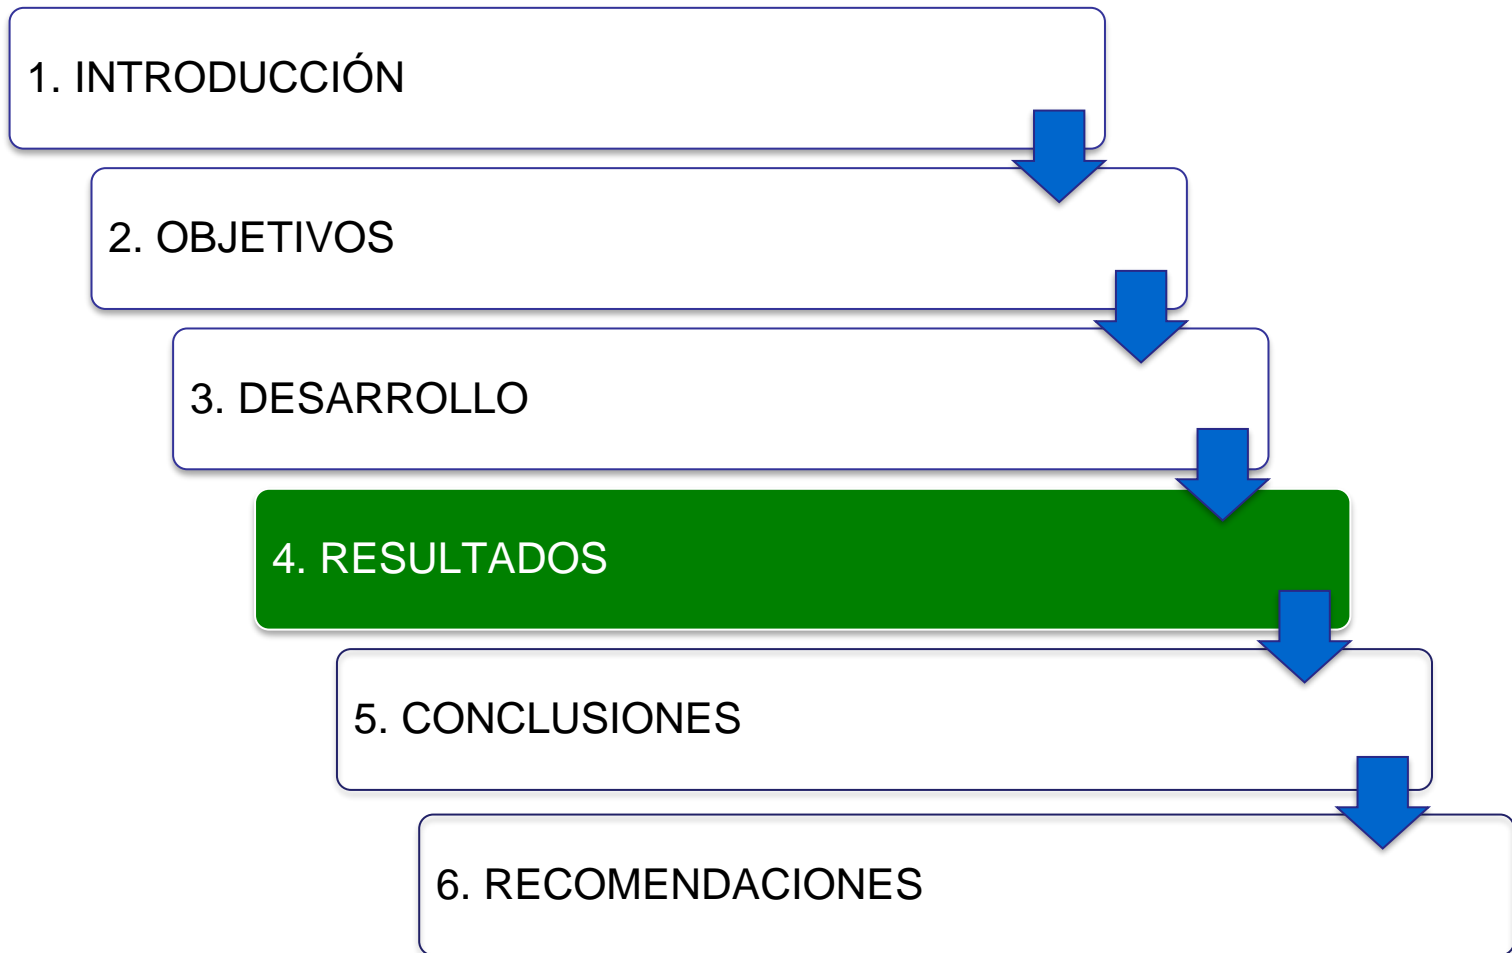 1. INTRODUCCIÓN
2. OBJETIVOS
3. DESARROLLO
4. RESULTADOS
5. CONCLUSIONES
6. RECOMENDACIONES